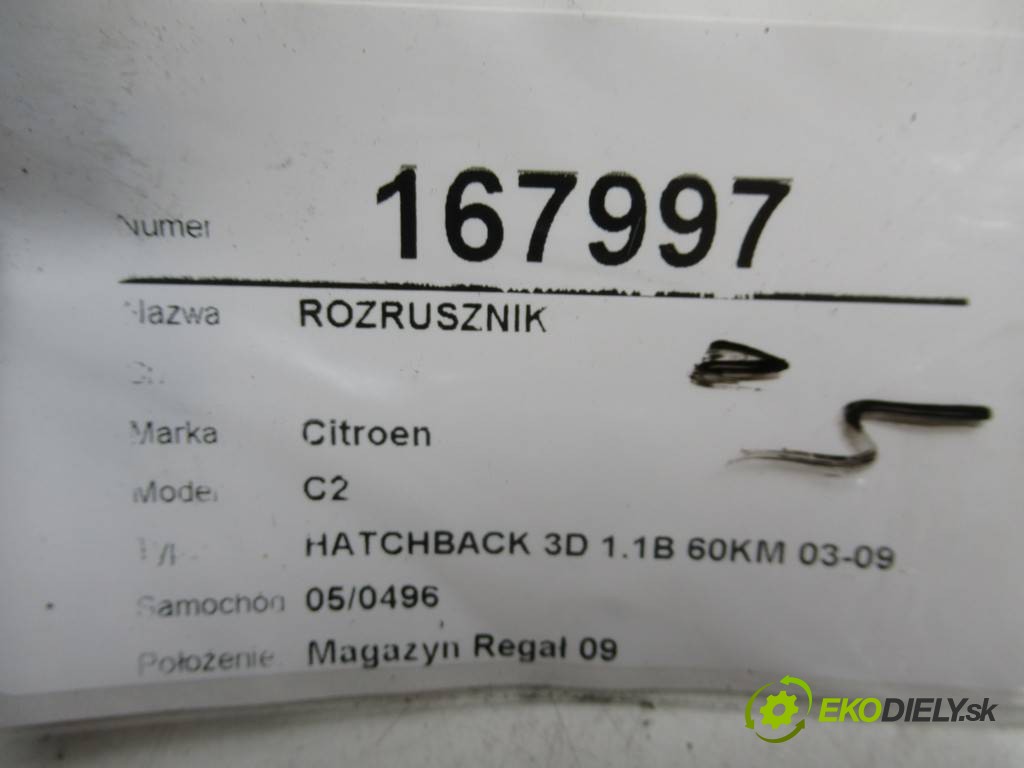 Numer 167997
Nazwa ROZRUSZNIK
Marka Citroen
Model C2
HATCHBACK 3D 1.1B 60KM 03-09
Samochód 05/0496
Położenie Magazyn Regał 09
EKODIELY.sk